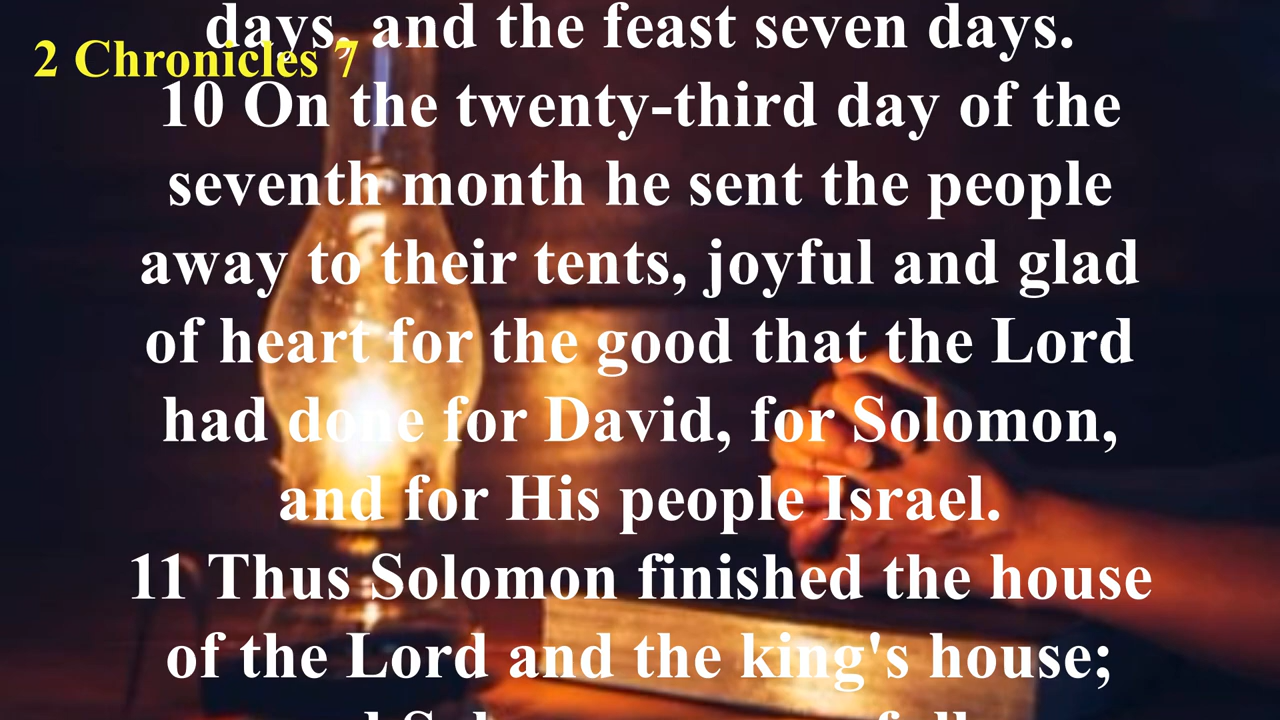 days, and the feast seven days.
2 Chronicles 7
10 On the twenty-third day of the
seventh month he sent the people
away to their tents, joyful and glad
of heart for the good that the Lord
had done for David, for Solomon,
and for His people Israel.
11 Thus Solomon finished the house
of the Lord and the king's house;